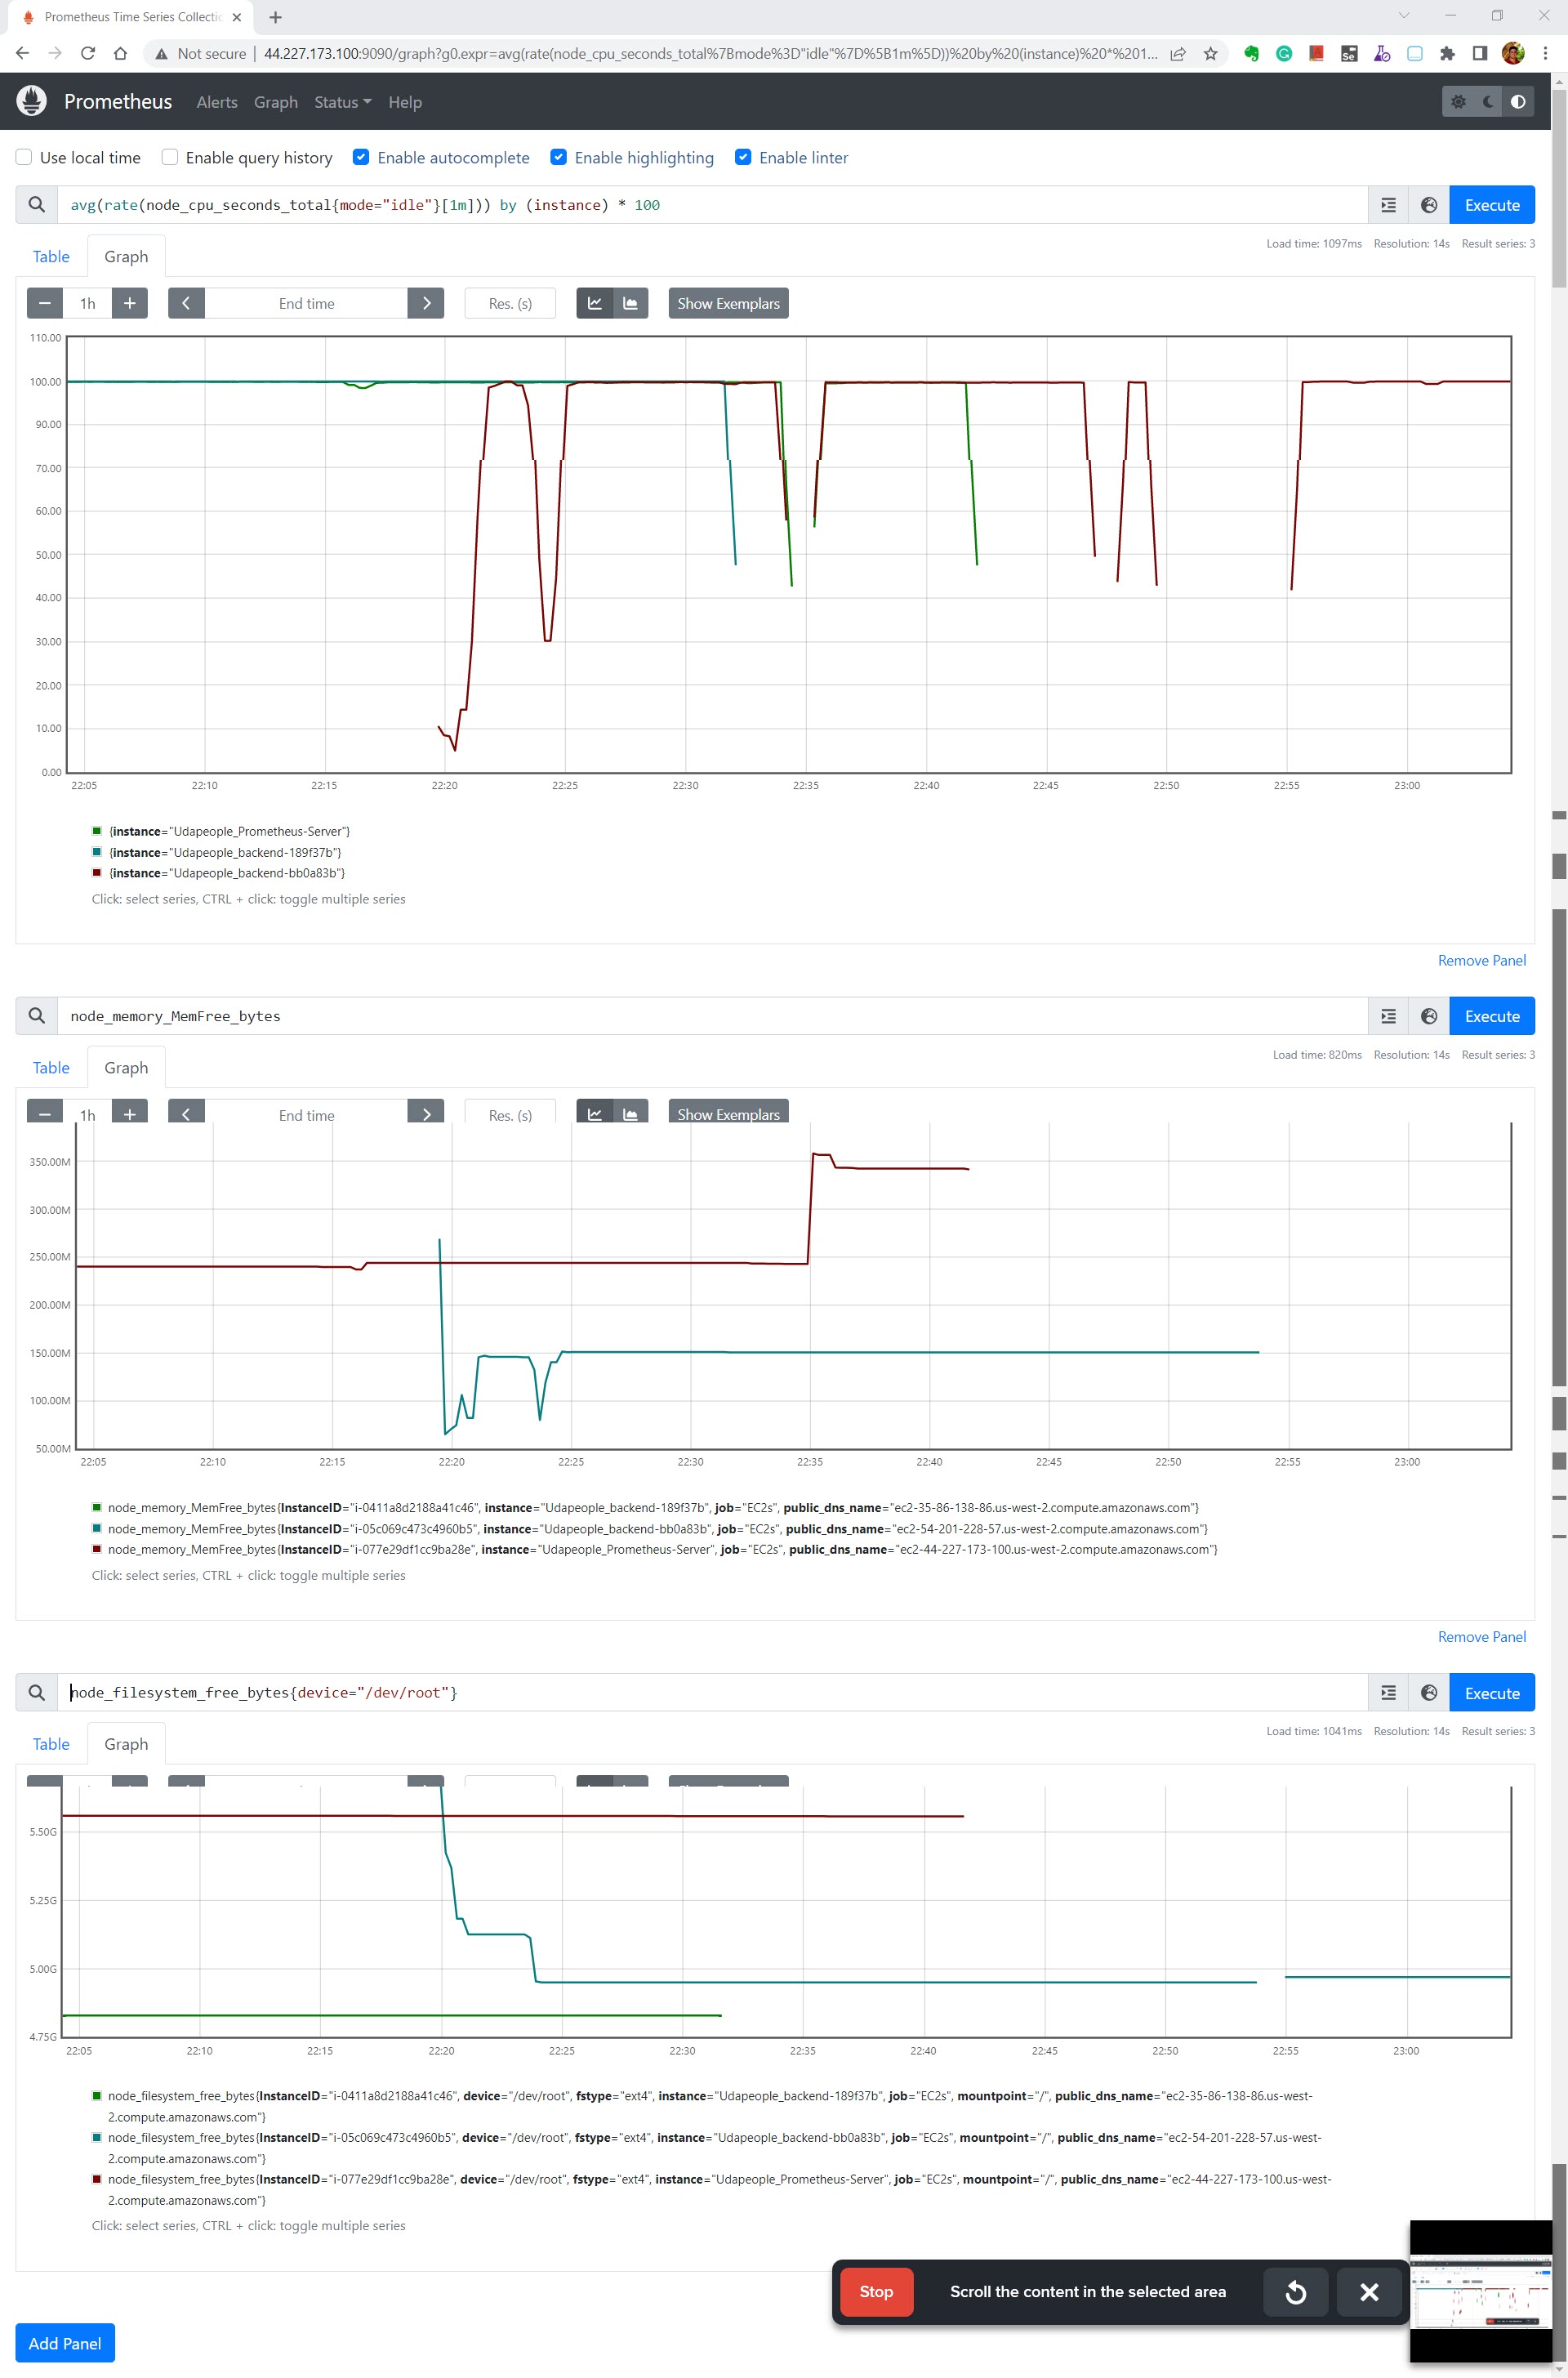 Prometheus Time Series Collectic
Not secure | 44.227.173.100:9090/graph?g0.expr=avg(rate(node_cpu_seconds_total%7Bmode%3D"idle"%7D%5B1m%5D))%20by%20(instance)%20*%201...
Prometheus Alerts Graph Status Help
Use local time Enable query history Enable autocomplete Enable highlighting Enable linter
avg(rate(node_cpu_seconds_total{mode="idle"}[1m])) by (instance) * 100 Execute
Table Graph Load time: 1097ms Resolution: 14s Result series: 3
− 1h + End time Res. (s) Show Exemplars
110.00
100.00
90.00
70.00
60.00
50.00
40.00
30.00
20.00
10.00
0.00
22:05 22:10 22:15 22:20 22:25 22:30 22:35 22:40 22:45 22:50 22:55 23:00
{instance="Udapeople_Prometheus-Server"}
{instance="Udapeople_backend-189f37b"}
{instance="Udapeople_backend-bb0a83b"}
Click: select series, CTRL + click: toggle multiple series
Remove Panel
node_memory_MemFree_bytes Execute
Table Graph Load time: 820ms Resolution: 14s Result series: 3
− 1h + End time Res. (s) Show Exemplars
350.00M
300.00M
250.00M
200.00M
150.00M
100.00M
50.00M
22:05 22:10 22:15 22:20 22:25 22:30 22:35 22:40 22:45 22:50 22:55 23:00
node_memory_MemFree_bytes{InstanceID="i-0411a8d2188a41c46", instance="Udapeople_backend-189f37b", job="EC2s", public_dns_name="ec2-35-86-138-86.us-west-2.compute.amazonaws.com"}
node_memory_MemFree_bytes{InstanceID="i-05c069c473c4960b5", instance="Udapeople_backend-bb0a83b", job="EC2s", public_dns_name="ec2-54-201-228-57.us-west-2.compute.amazonaws.com"}
node_memory_MemFree_bytes{InstanceID="i-077e29df1cc9ba28e", instance="Udapeople_Prometheus-Server", job="EC2s", public_dns_name="ec2-44-227-173-100.us-west-2.compute.amazonaws.com"}
Click: select series, CTRL + click: toggle multiple series
Remove Panel
node_filesystem_free_bytes{device="/dev/root"} Execute
Table Graph Load time: 1041ms Resolution: 14s Result series: 3
5.50G
5.25G
5.00G
4.75G
22:05 22:10 22:15 22:20 22:25 22:30 22:35 22:40 22:45 22:50 22:55 23:00
node_filesystem_free_bytes{InstanceID="i-0411a8d2188a41c46", device="/dev/root", fstype="ext4", instance="Udapeople_backend-189f37b", job="EC2s", mountpoint="/", public_dns_name="ec2-35-86-138-86.us-west-
2.compute.amazonaws.com"}
node_filesystem_free_bytes{InstanceID="i-05c069c473c4960b5", device="/dev/root", fstype="ext4", instance="Udapeople_backend-bb0a83b", job="EC2s", mountpoint="/", public_dns_name="ec2-54-201-228-57.us-west-
2.compute.amazonaws.com"}
node_filesystem_free_bytes{InstanceID="i-077e29df1cc9ba28e", device="/dev/root", fstype="ext4", instance="Udapeople_Prometheus-Server", job="EC2s", mountpoint="/", public_dns_name="ec2-44-227-173-100.us-west-
2.compute.amazonaws.com"}
Click: select series, CTRL + click: toggle multiple series
Stop Scroll the content in the selected area
Add Panel